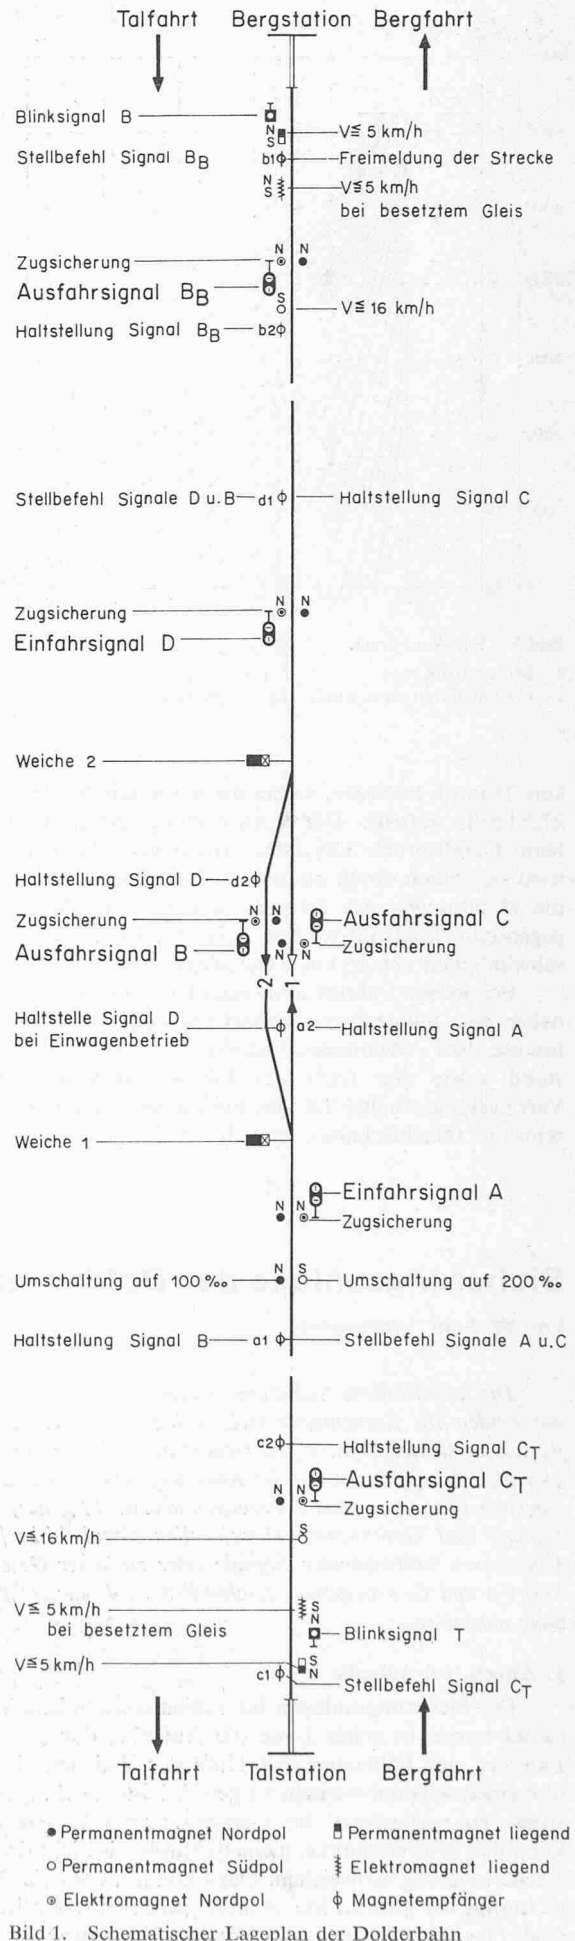 Talfahrt Bergstation Bergfahrt
Blinksignal B
N
S
V≦ 5 km/h
Stellbefehl Signal BB b1 Freimeldung der Strecke
N
S
V≦5 km/h
bei besetztem Gleis
N N
Zugsicherung
Ausfahrsignal BB
S
V≦ 16 km/h
Haltstellung Signal BB b2
Stellbefehl Signale D u. B d1 Haltstellung Signal C
N N
Zugsicherung
Einfahrsignal D
Weiche 2
Haltstellung Signal D d2
N N
Zugsicherung Ausfahrsignal C
Ausfahrsignal B N N Zugsicherung
2 1
Haltstelle Signal D a2 Haltstellung Signal A
bei Einwagenbetrieb
Weiche 1
Einfahrsignal A
N N
Zugsicherung
N S
Umschaltung auf 100‰ Umschaltung auf 200‰
Haltstellung Signal B a1 Stellbefehl Signale A u.C
c2 Haltstellung Signal CT
Ausfahrsignal CT
N N
Zugsicherung
V≦16 km/h S
V≦ 5 km/h S
N
bei besetztem Gleis
Blinksignal T
V≦5 km/h S
N
c1 Stellbefehl Signal CT
Talfahrt Talstation Bergfahrt
Permanentmagnet Nordpol Permanentmagnet liegend
Permanentmagnet Südpol Elektromagnet liegend
Elektromagnet Nordpol Magnetempfänger
Bild 1. Schematischer Lageplan der Dolderbahn